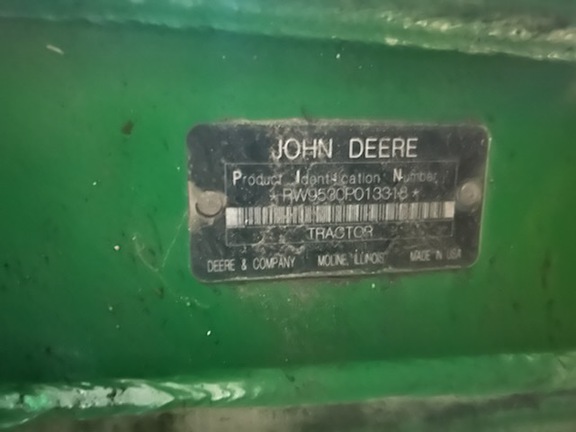 JOHN DEERE
Product Identification Number
*RW9530P013318*
TRACTOR
DEERE & COMPANY MOLINE, ILLINOIS MADE IN USA